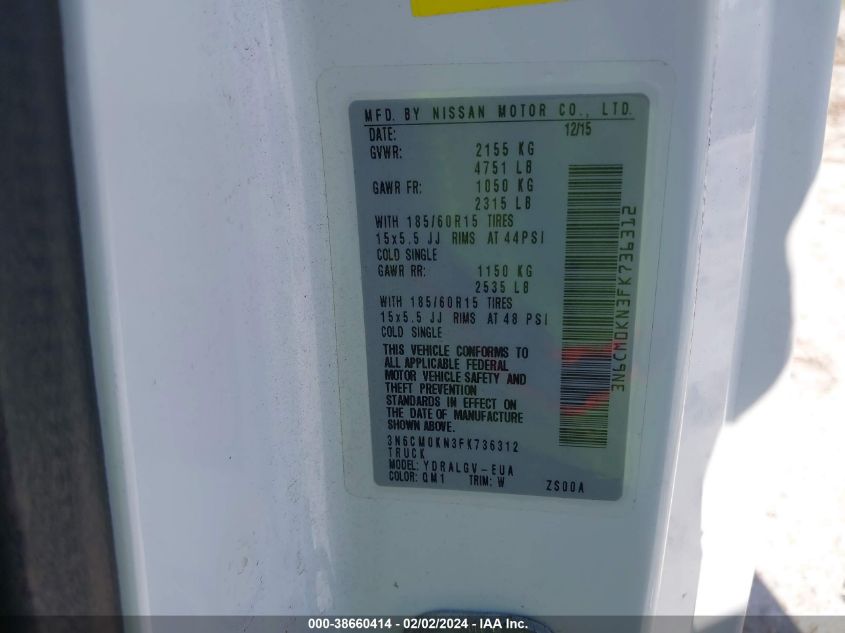 MFD. BY NISSAN MOTOR CO., LTD.
DATE: 12/15
GVWR: 2155 KG
4751 LB
GAWR FR: 1050 KG
2315 LB
WITH 185/60R15 TIRES
15x5.5 JJ RIMS AT 44PSI
COLD SINGLE
GAWR RR: 1150 KG
2535 LB
WITH 185/60R15 TIRES
15x5.5 JJ RIMS AT 48 PSI
COLD SINGLE
THIS VEHICLE CONFORMS TO
ALL APPLICABLE FEDERAL
MOTOR VEHICLE SAFETY AND
THEFT PREVENTION
STANDARDS IN EFFECT ON
THE DATE OF MANUFACTURE
SHOWN ABOVE.
3N6CM0KN3FK736312
TRUCK
MODEL: YDRALGV-EUA
COLOR: QM1 TRIM: W ZS00A
3N6CM0KN3FK736312
000-38660414 - 02/02/2024 - IAA Inc.